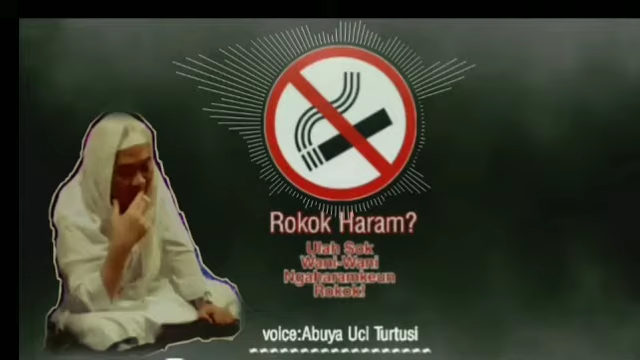 Rokok Haram?
Ulah Sok
Wani-Wani
Ngaharamkeun
Rokok!
voice:Abuya Uci Turtusi